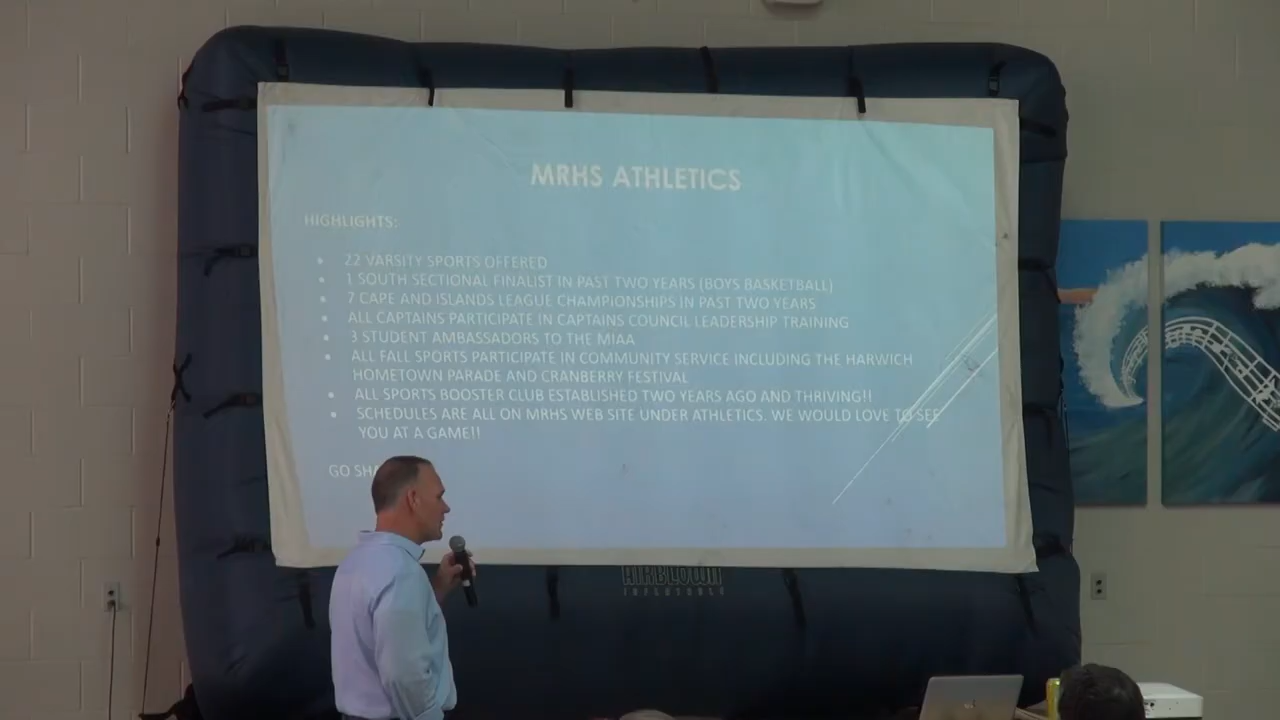 MRHS ATHLETICS
HIGHLIGHTS:
22 VARSITY SPORTS OFFERED
1 SOUTH SECTIONAL FINALIST IN PAST TWO YEARS (BOYS BASKETBALL)
7 CAPE AND ISLANDS LEAGUE CHAMPIONSHIPS IN PAST TWO YEARS
ALL CAPTAINS PARTICIPATE IN CAPTAINS COUNCIL LEADERSHIP TRAINING
3 STUDENT AMBASSADORS TO THE MIAA
ALL FALL SPORTS PARTICIPATE IN COMMUNITY SERVICE INCLUDING THE HARWICH
HOMETOWN PARADE AND CRANBERRY FESTIVAL
ALL SPORTS BOOSTER CLUB ESTABLISHED TWO YEARS AGO AND THRIVING!!
SCHEDULES ARE ALL ON MRHS WEB SITE UNDER ATHLETICS. WE WOULD LOVE TO SEE
YOU AT A GAME!!
GO SHA
AIRBLOWN
INFLATABLE